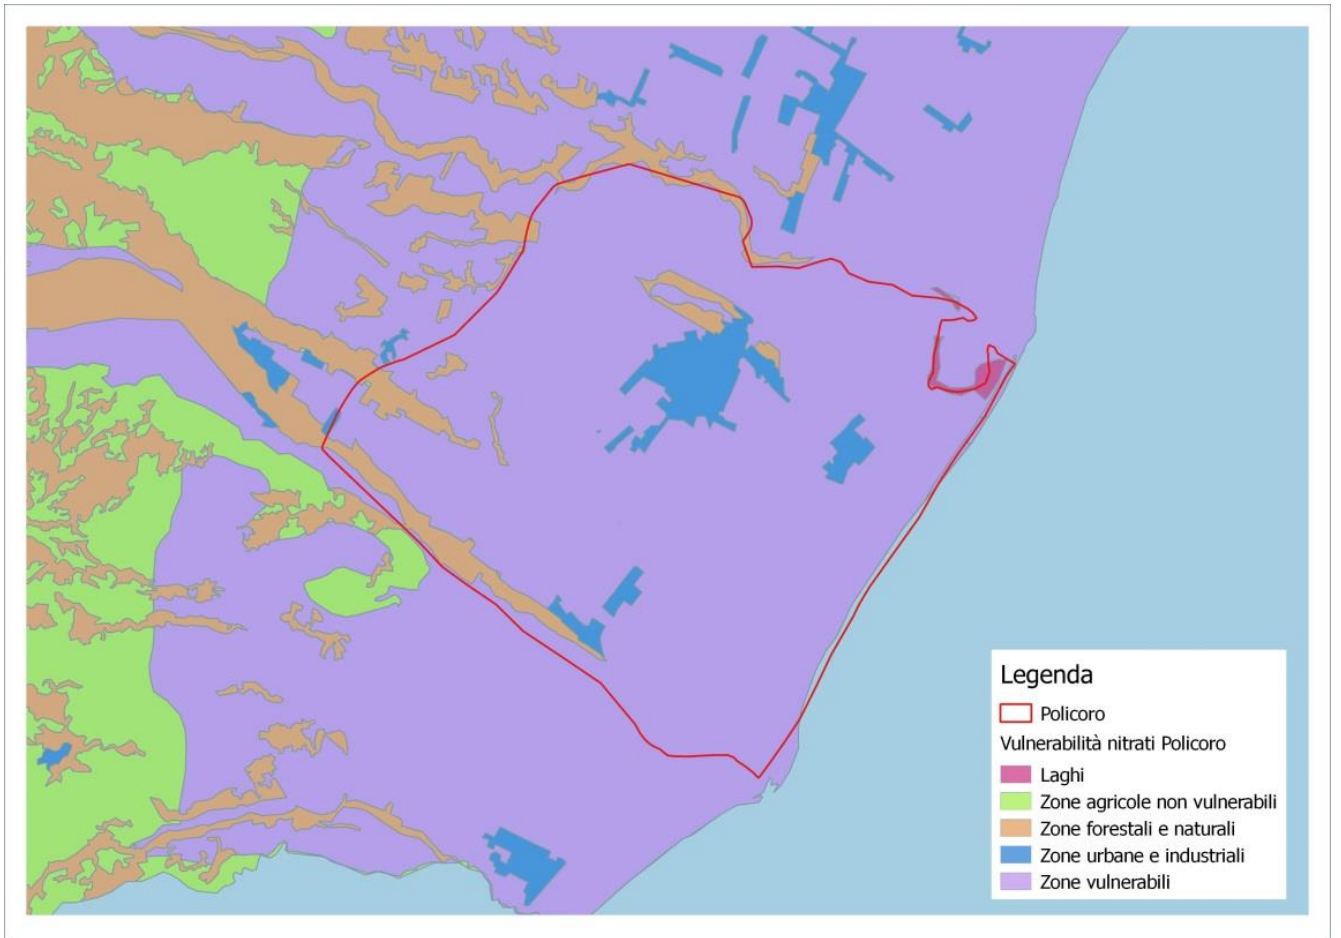 Legenda
Policoro
Vulnerabilità nitrati Policoro
Laghi
Zone agricole non vulnerabili
Zone forestali e naturali
Zone urbane e industriali
Zone vulnerabili